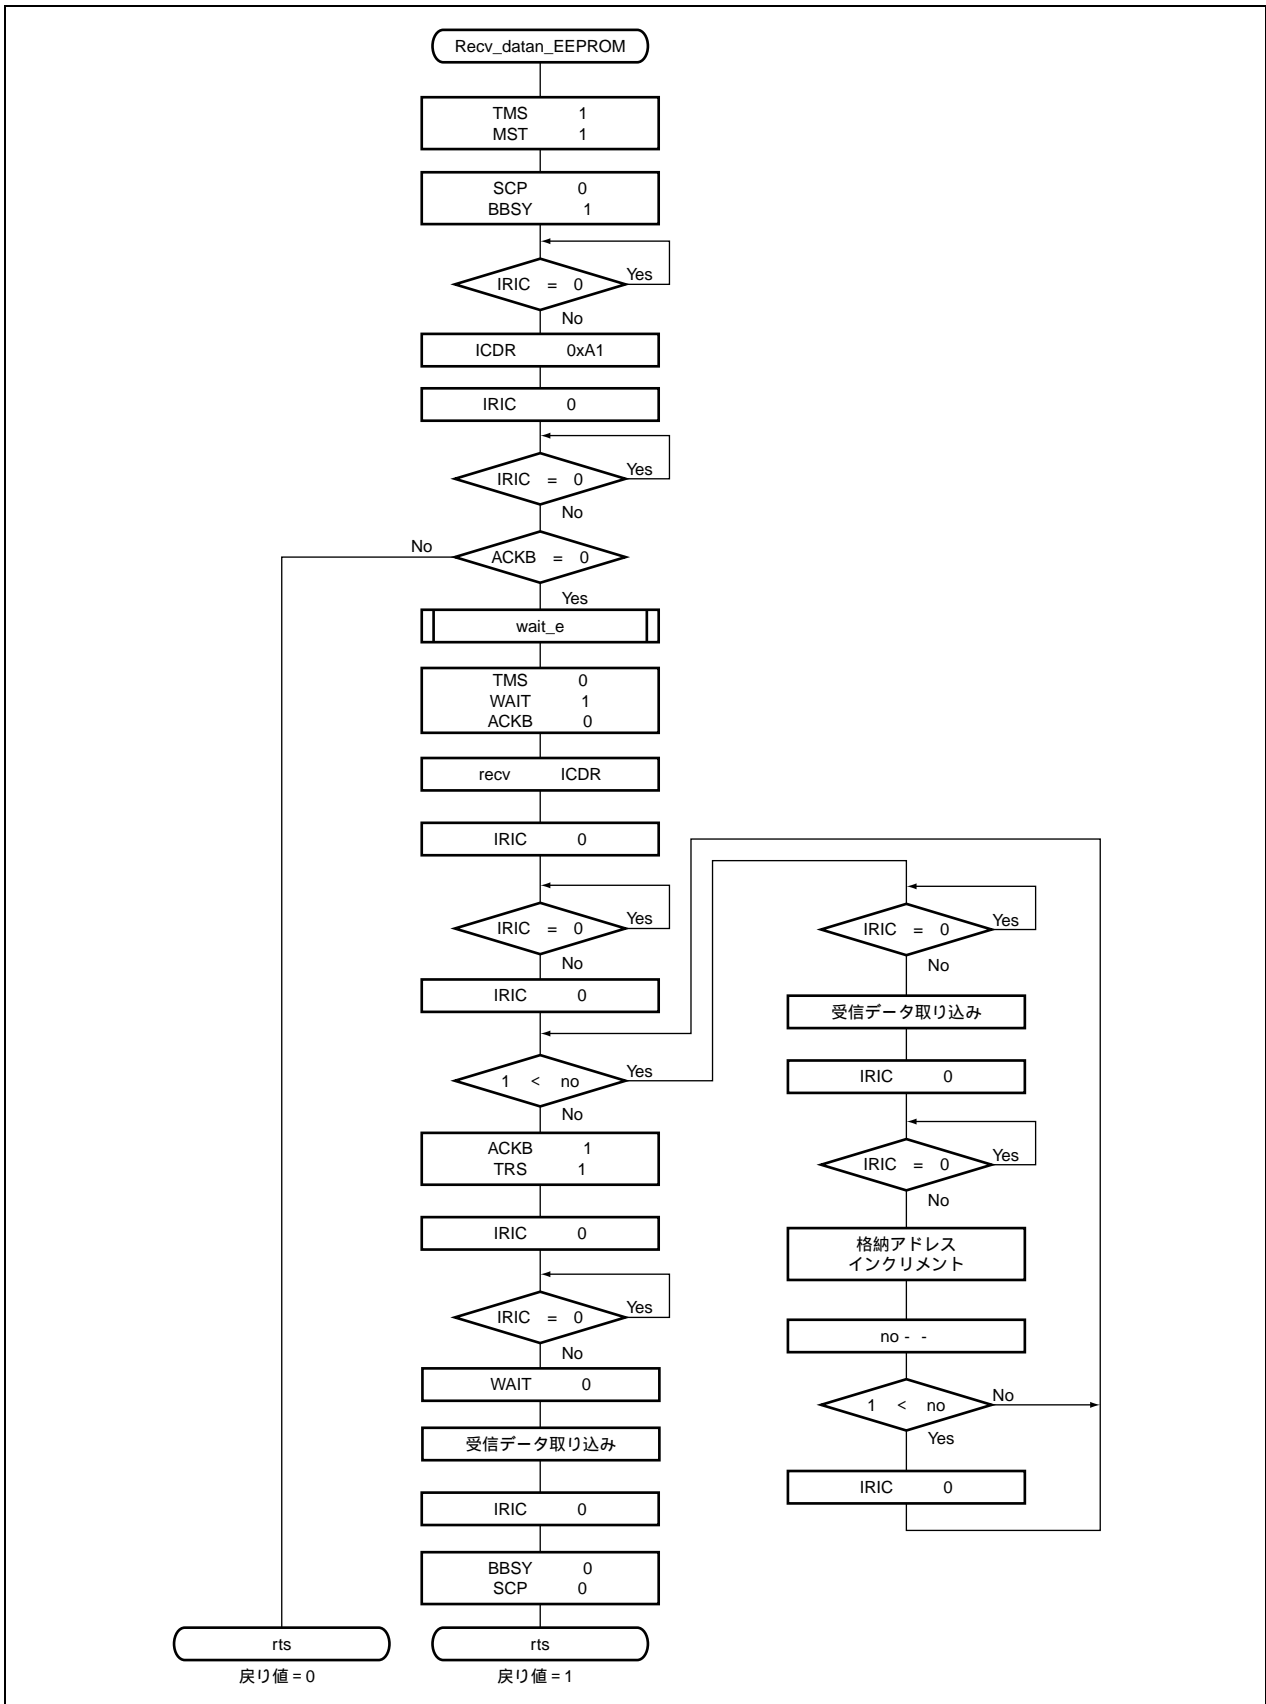 Recv_datan_EEPROM
TMS 1
MST 1
SCP 0
BBSY 1
IRIC = 0
Yes
No
ICDR 0xA1
IRIC 0
IRIC = 0
Yes
No
ACKB = 0
No
Yes
wait_e
TMS 0
WAIT 1
ACKB 0
recv ICDR
IRIC 0
IRIC = 0
Yes
No
IRIC 0
1 < no
Yes
No
ACKB 1
TRS 1
IRIC 0
IRIC = 0
Yes
No
WAIT 0
受信データ取り込み
IRIC 0
BBSY 0
SCP 0
rts
戻り値 = 1
rts
戻り値 = 0
IRIC = 0
Yes
No
受信データ取り込み
IRIC 0
IRIC = 0
Yes
No
格納アドレス
インクリメント
no - -
1 < no
No
Yes
IRIC 0